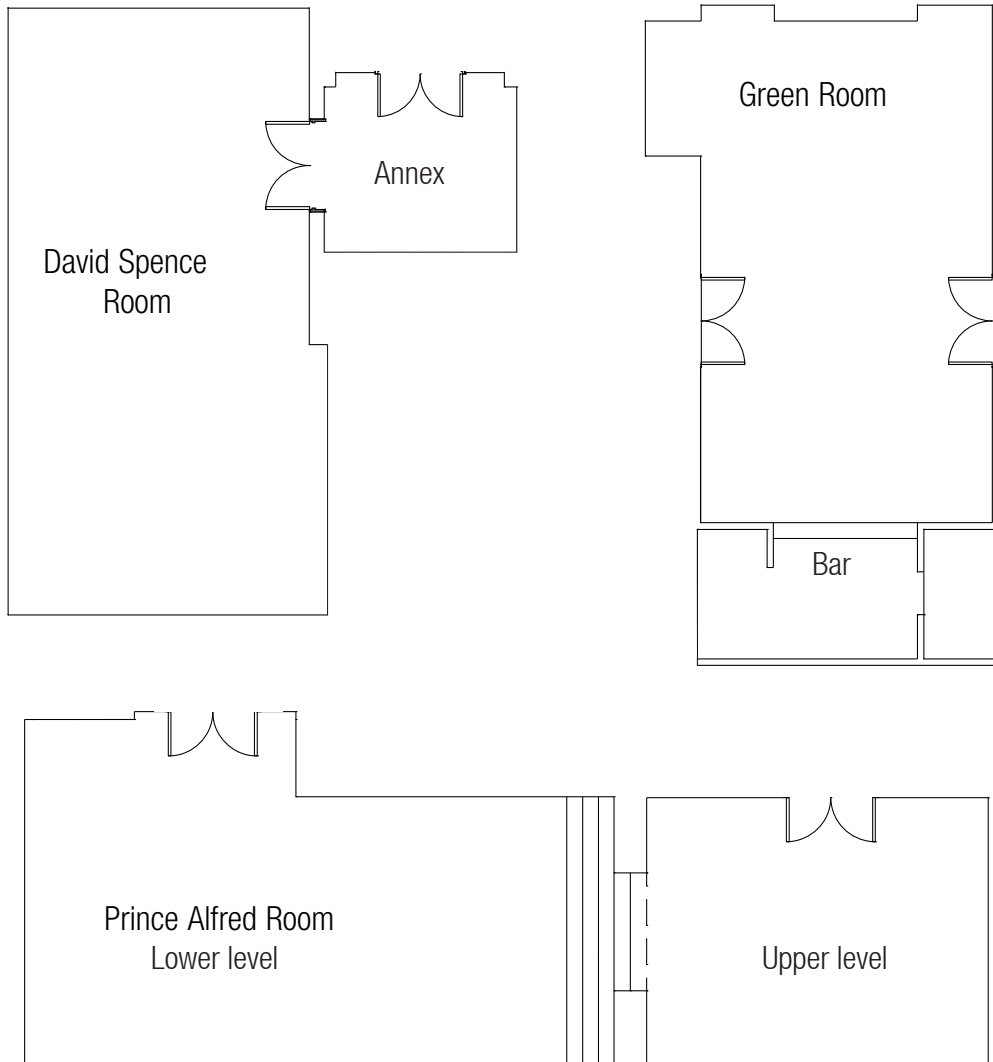 Green Room
Annex
David Spence
Room
Bar
Prince Alfred Room
Lower level
Upper level